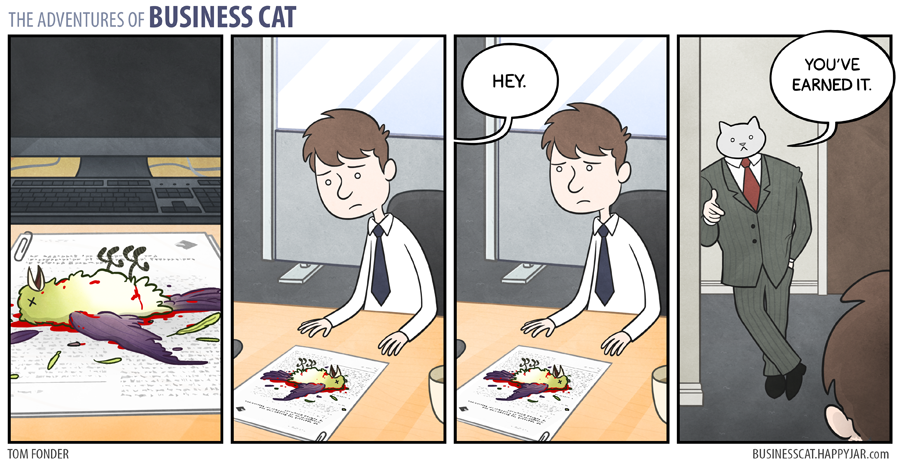 THE ADVENTURES OF BUSINESS CAT
HEY.
YOU'VE
EARNED IT.
TOM FONDER
BUSINESSCAT.HAPPYJAR.com